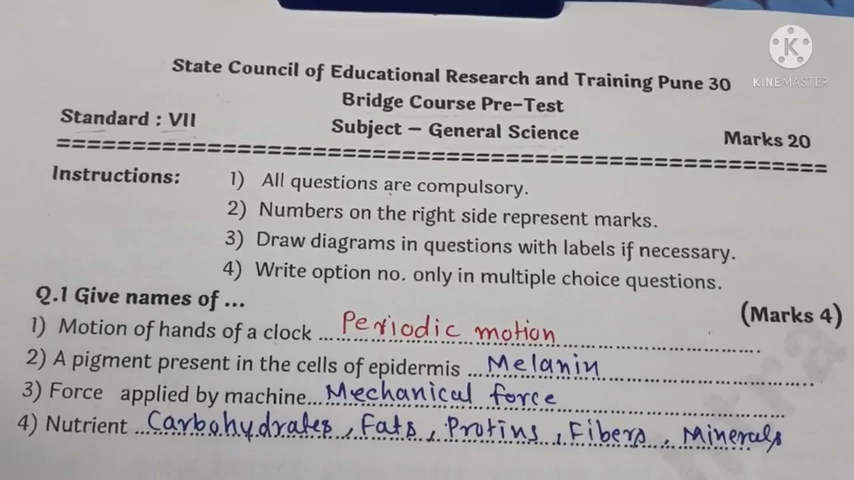 K
KINEMASTER
State Council of Educational Research and Training Pune 30
Bridge Course Pre-Test
Standard : VII
Subject – General Science
Marks 20
Instructions: 1) All questions are compulsory.
2) Numbers on the right side represent marks.
3) Draw diagrams in questions with labels if necessary.
4) Write option no. only in multiple choice questions.
Q.1 Give names of ... (Marks 4)
1) Motion of hands of a clock ... Periodic motion
2) A pigment present in the cells of epidermis ... Melanin
3) Force applied by machine... Mechanical force
4) Nutrient ... Carbohydrates, Fats, Protins, Fibers, Minerals